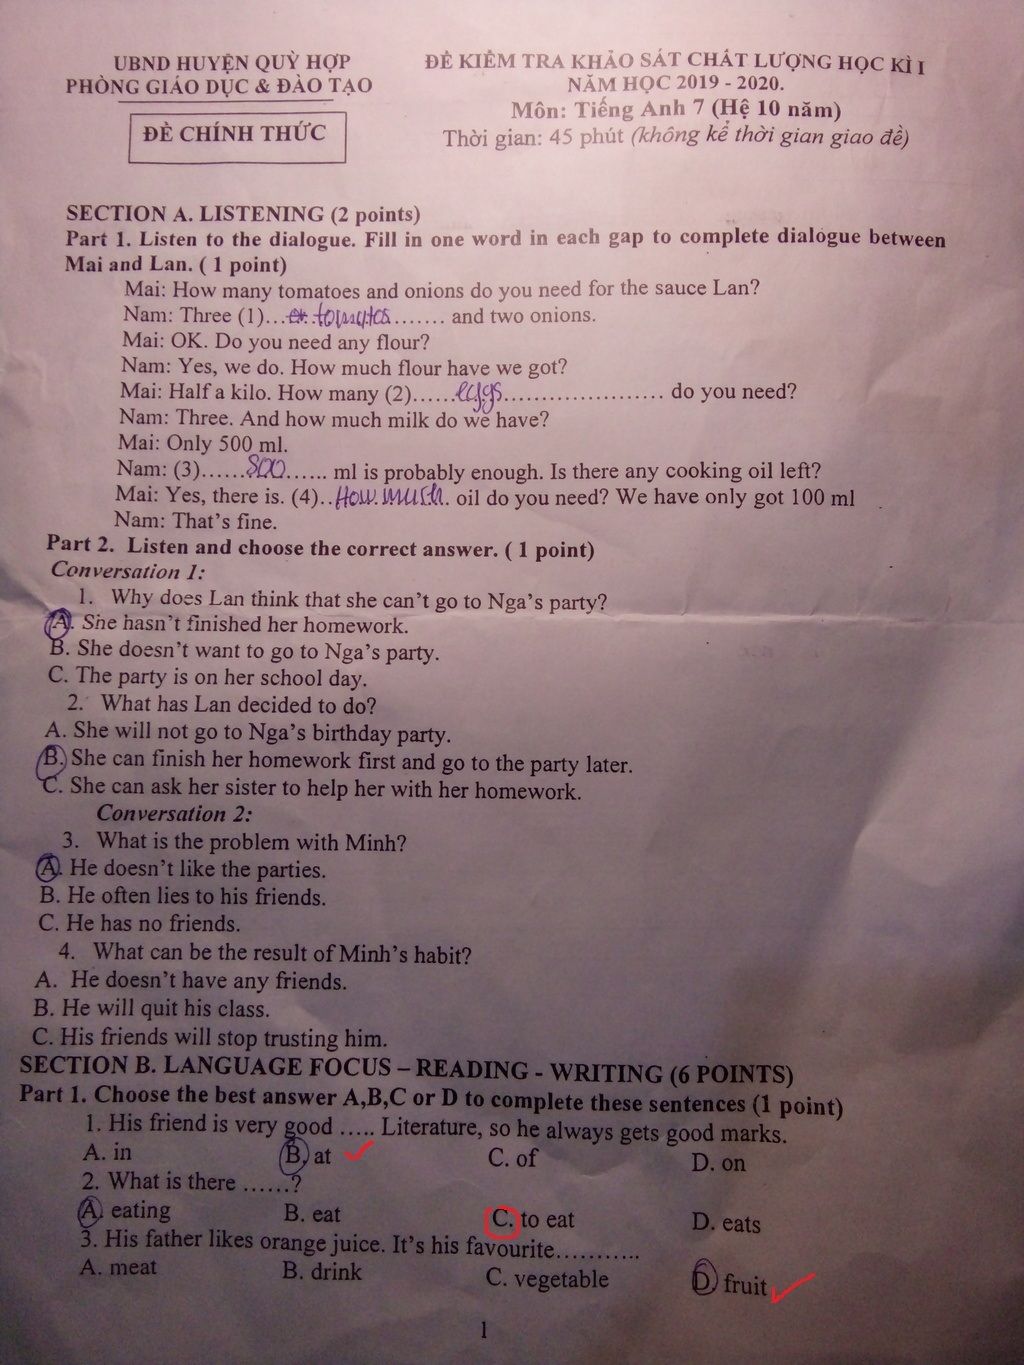 UBND HUYỆN QUỲ HỢP
PHÒNG GIÁO DỤC & ĐÀO TẠO
ĐỀ CHÍNH THỨC
ĐỀ KIỂM TRA KHẢO SÁT CHẤT LƯỢNG HỌC KÌ I
NĂM HỌC 2019 - 2020.
Môn: Tiếng Anh 7 (Hệ 10 năm)
Thời gian: 45 phút (không kể thời gian giao đề)
SECTION A. LISTENING (2 points)
Part 1. Listen to the dialogue. Fill in one word in each gap to complete dialogue between
Mai and Lan. ( 1 point)
Mai: How many tomatoes and onions do you need for the sauce Lan?
Nam: Three (1)... ....... and two onions.
Mai: OK. Do you need any flour?
Nam: Yes, we do. How much flour have we got?
Mai: Half a kilo. How many (2)......eggs...................... do you need?
Nam: Three. And how much milk do we have?
Mai: Only 500 ml.
Nam: (3)......800...... ml is probably enough. Is there any cooking oil left?
Mai: Yes, there is. (4)..How much. oil do you need? We have only got 100 ml
Nam: That's fine.
Part 2. Listen and choose the correct answer. ( 1 point)
Conversation 1:
1. Why does Lan think that she can't go to Nga's party?
A. She hasn't finished her homework.
B. She doesn't want to go to Nga's party.
C. The party is on her school day.
2. What has Lan decided to do?
A. She will not go to Nga's birthday party.
B. She can finish her homework first and go to the party later.
C. She can ask her sister to help her with her homework.
Conversation 2:
3. What is the problem with Minh?
A. He doesn't like the parties.
B. He often lies to his friends.
C. He has no friends.
4. What can be the result of Minh's habit?
A. He doesn't have any friends.
B. He will quit his class.
C. His friends will stop trusting him.
SECTION B. LANGUAGE FOCUS – READING - WRITING (6 POINTS)
Part 1. Choose the best answer A,B,C or D to complete these sentences (1 point)
1. His friend is very good ..... Literature, so he always gets good marks.
A. in B. at C. of D. on
2. What is there ......?
A. eating B. eat C. to eat D. eats
3. His father likes orange juice. It's his favourite...........
A. meat B. drink C. vegetable D. fruit
1